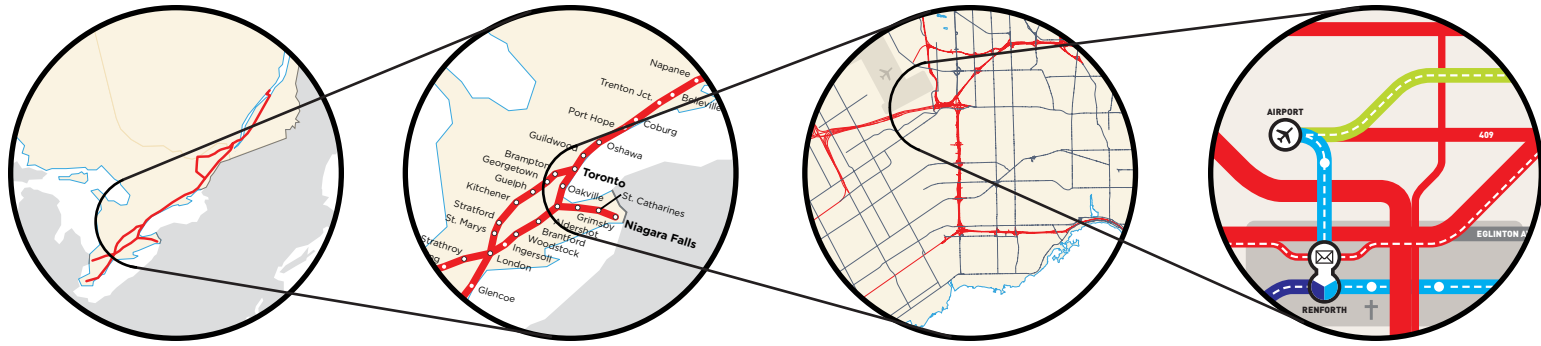 Napanee
Trenton Jct.
Belleville
Port Hope
Coburg
Guildwood
Oshawa
Brampton
Georgetown
Toronto
Guelph
Oakville
Kitchener
St. Catharines
Stratford
Grimsby
St. Marys
Aldershot
Niagara Falls
Brantford
Strathroy
Woodstock
Ingersoll
London
Glencoe
AIRPORT
409
EGLINTON A
RENFORTH